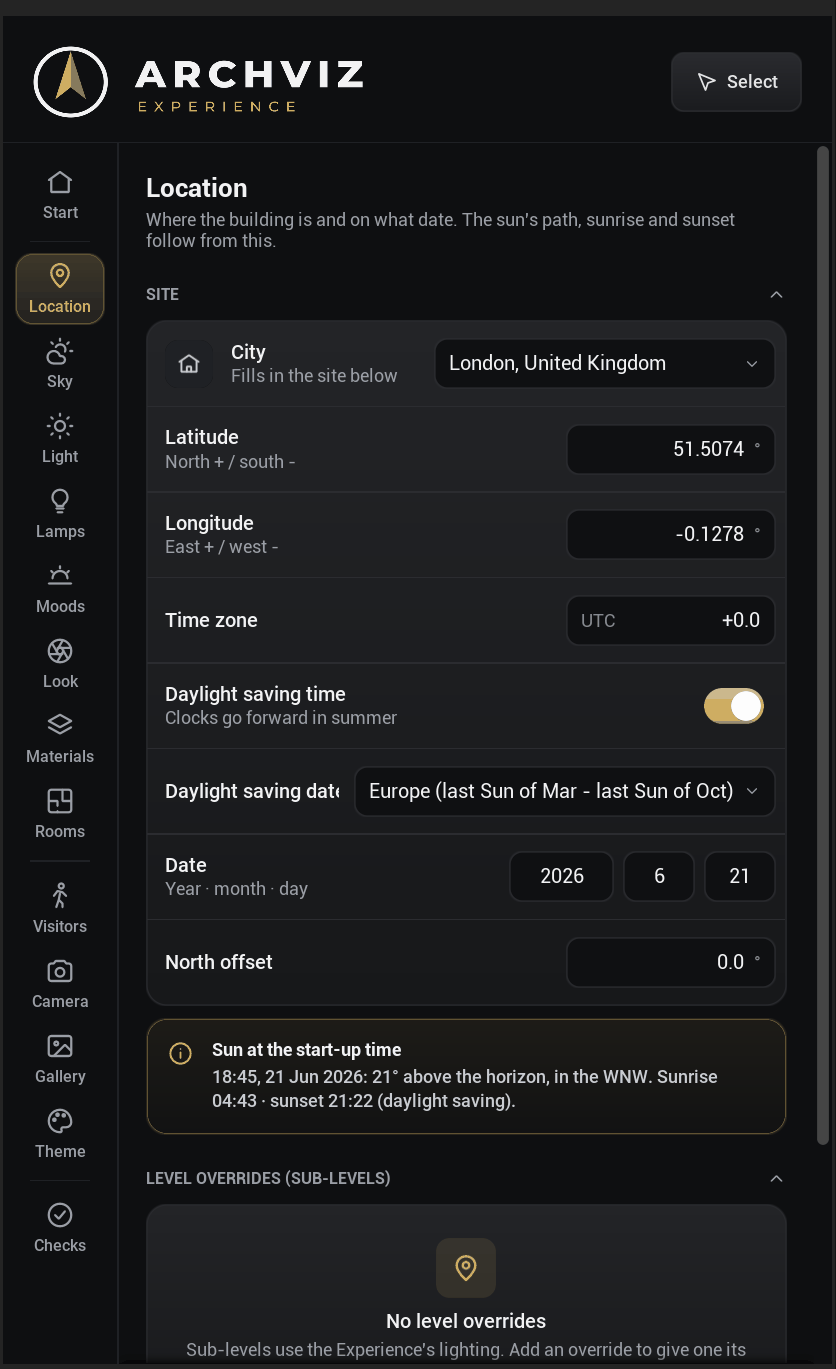 ARCHVIZ
EXPERIENCE
Select
Start
Location
Sky
Light
Lamps
Moods
Look
Materials
Rooms
Visitors
Camera
Gallery
Theme
Checks
Location
Where the building is and on what date. The sun's path, sunrise and sunset
follow from this.
SITE
City
Fills in the site below
London, United Kingdom
Latitude
North + / south -
51.5074 °
Longitude
East + / west -
-0.1278 °
Time zone
UTC +0.0
Daylight saving time
Clocks go forward in summer
Daylight saving date
Europe (last Sun of Mar - last Sun of Oct)
Date
Year · month · day
2026 6 21
North offset
0.0 °
Sun at the start-up time
18:45, 21 Jun 2026: 21° above the horizon, in the WNW. Sunrise
04:43 · sunset 21:22 (daylight saving).
LEVEL OVERRIDES (SUB-LEVELS)
No level overrides
Sub-levels use the Experience's lighting. Add an override to give one its